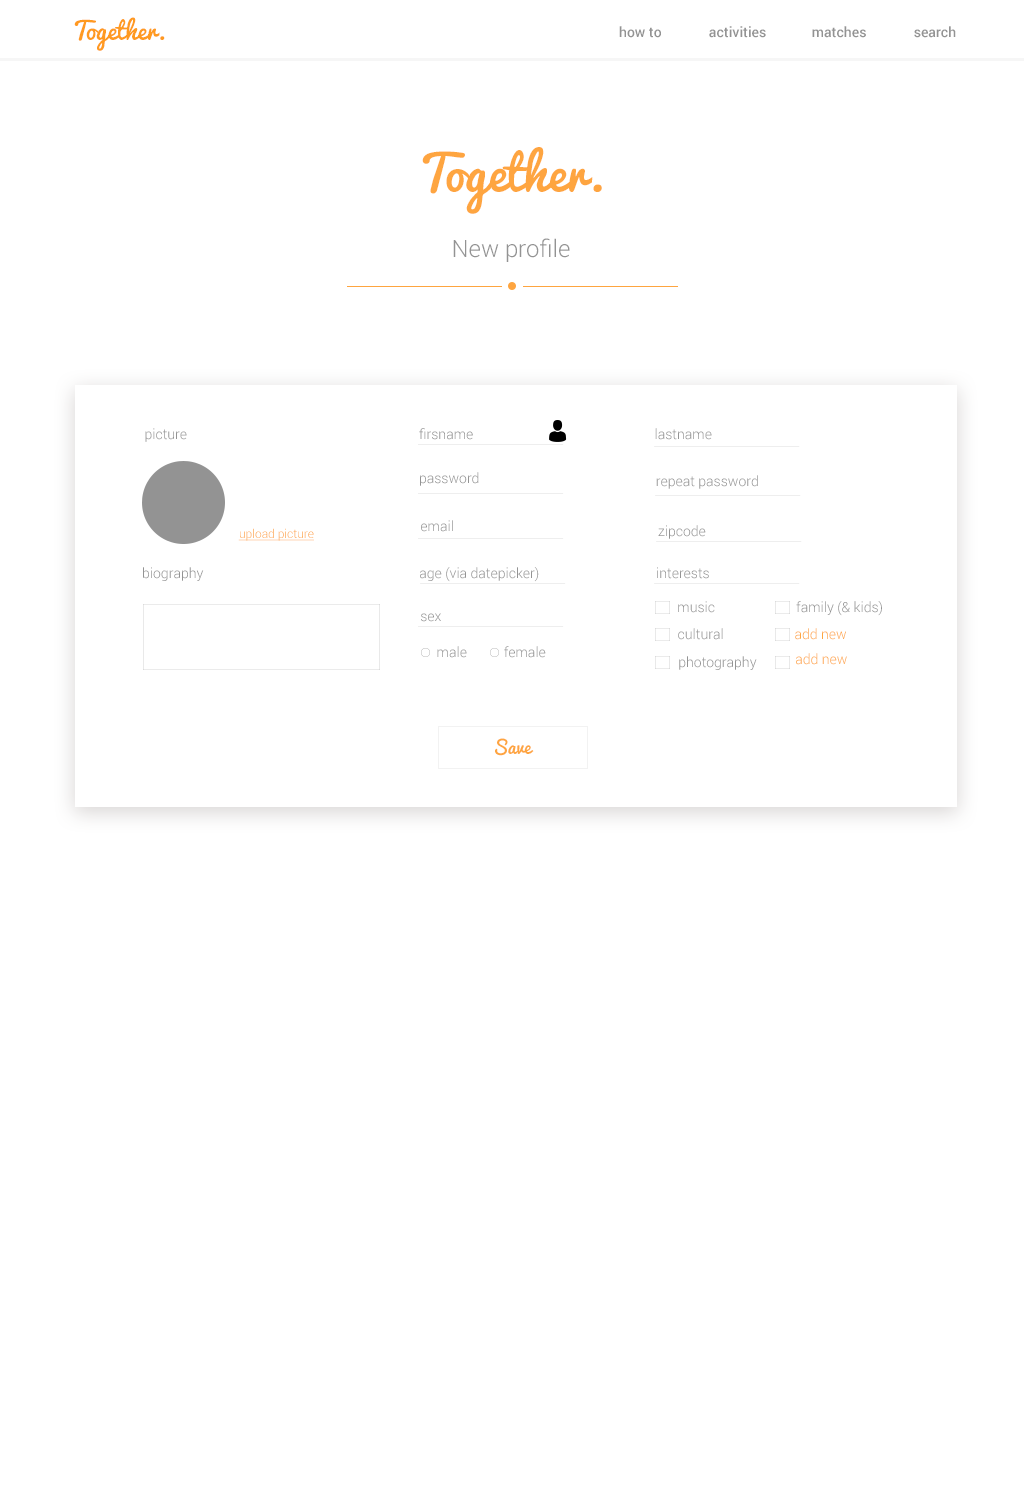 Together.
how to activities matches search
Together.
New profile
picture
upload picture
biography
firsname
password
email
age (via datepicker)
sex
male female
lastname
repeat password
zipcode
interests
music family (& kids)
cultural add new
photography add new
Save